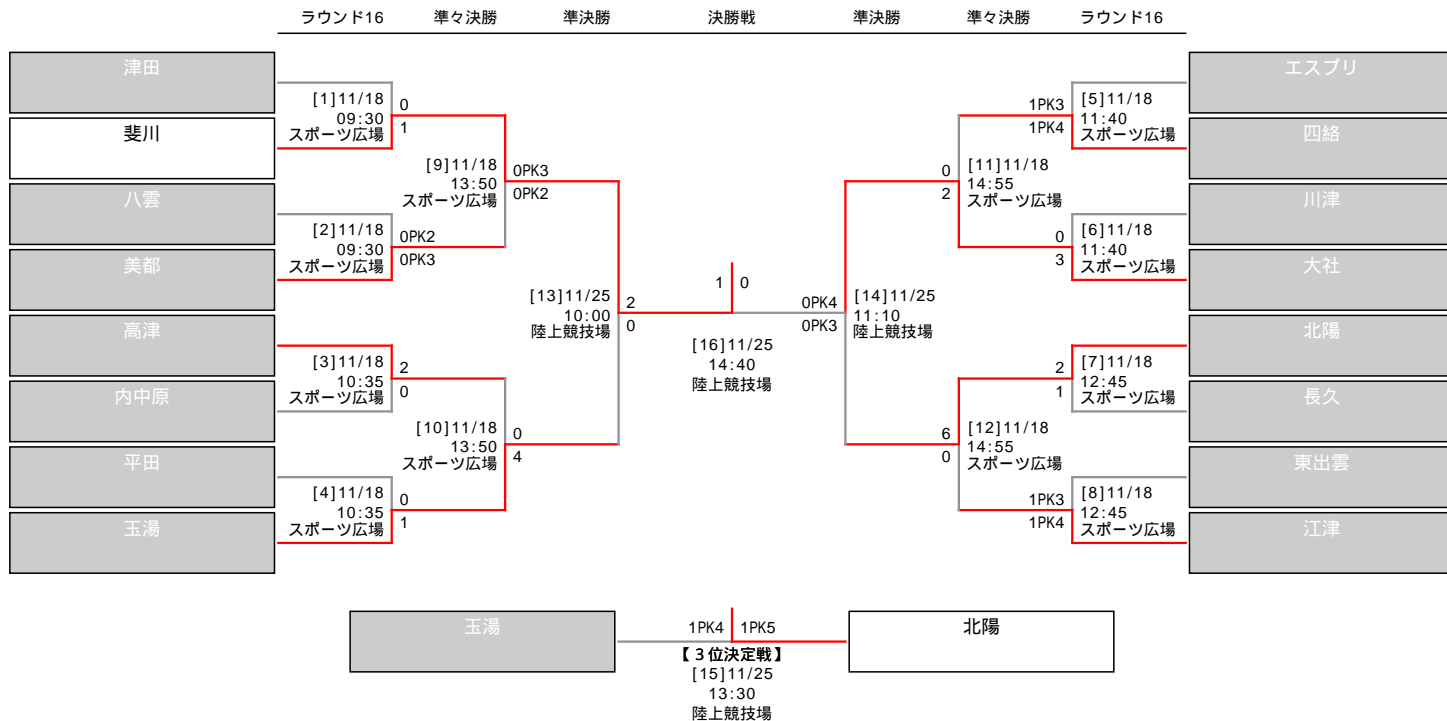 ラウンド16 準々決勝 準決勝 決勝戦 準決勝 準々決勝 ラウンド16
津田
[1]11/18
09:30
スポーツ広場
0
1
斐川
[9]11/18
13:50
スポーツ広場
0PK3
0PK2
八雲
[2]11/18
09:30
スポーツ広場
0PK2
0PK3
美都
[13]11/25
10:00
陸上競技場
2
0
高津
[3]11/18
10:35
スポーツ広場
2
0
内中原
[10]11/18
13:50
スポーツ広場
0
4
平田
[4]11/18
10:35
スポーツ広場
0
1
玉湯
1 0
[16]11/25
14:40
陸上競技場
エスプリ
1PK3
1PK4
[5]11/18
11:40
スポーツ広場
四絡
0
2
[11]11/18
14:55
スポーツ広場
川津
0
3
[6]11/18
11:40
スポーツ広場
大社
0PK4
0PK3
[14]11/25
11:10
陸上競技場
北陽
2
1
[7]11/18
12:45
スポーツ広場
長久
6
0
[12]11/18
14:55
スポーツ広場
東出雲
1PK3
1PK4
[8]11/18
12:45
スポーツ広場
江津
玉湯 1PK4 1PK5 北陽
【３位決定戦】
[15]11/25
13:30
陸上競技場